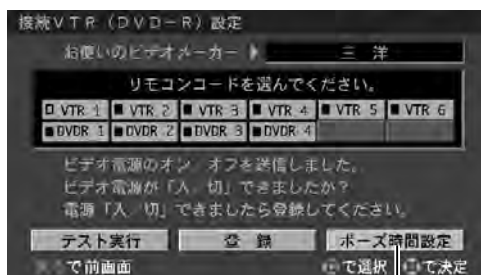 接続VTR(DVD-R)設定
お使いのビデオメーカー 三洋
リモコンコードを選んでください。
VTR 1 VTR 2 VTR 3 VTR 4 VTR 5 VTR 6
DVDR 1 DVDR 2 DVDR 3 DVDR 4
ビデオ電源のオン オフを送信しました。
ビデオ電源が「入 切」できましたか?
電源「入 切」できましたら登録してください。
テスト実行 登録 ポーズ時間設定
で前画面 で選択 で決定